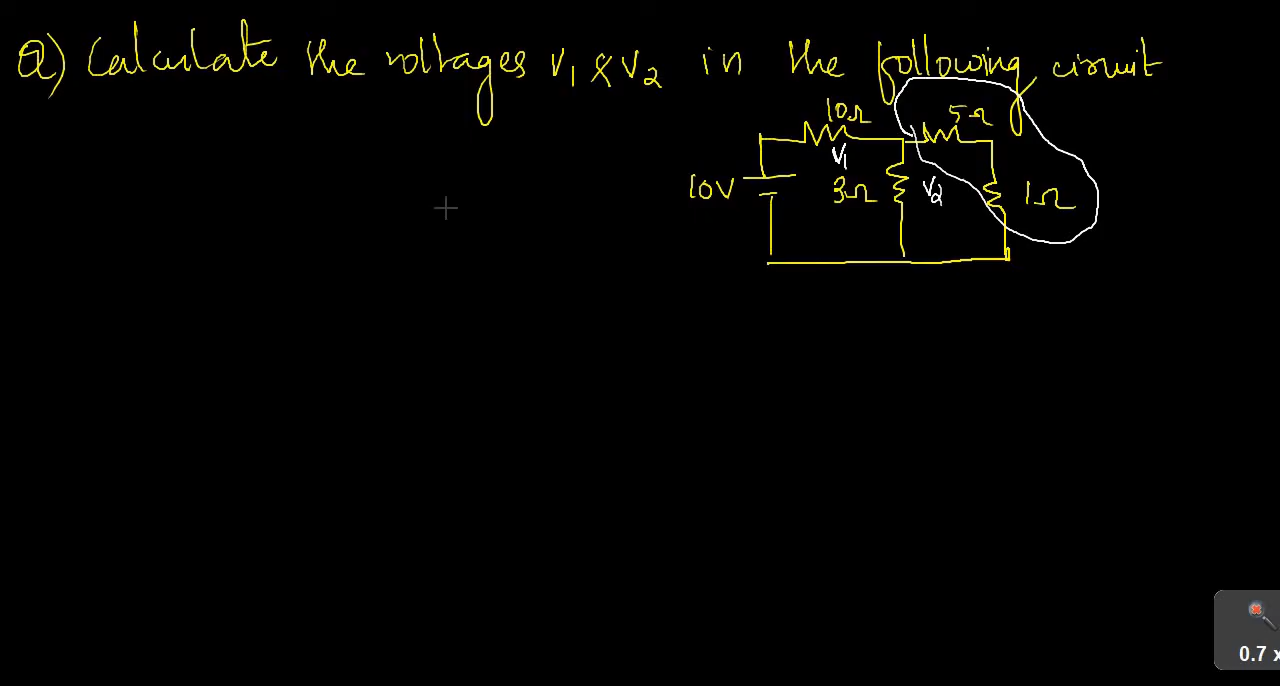 Q) Calculate the voltages V1 & V2 in the following circuit
10Ω 5Ω
V1
10V 3Ω V2 1Ω
0.7 x